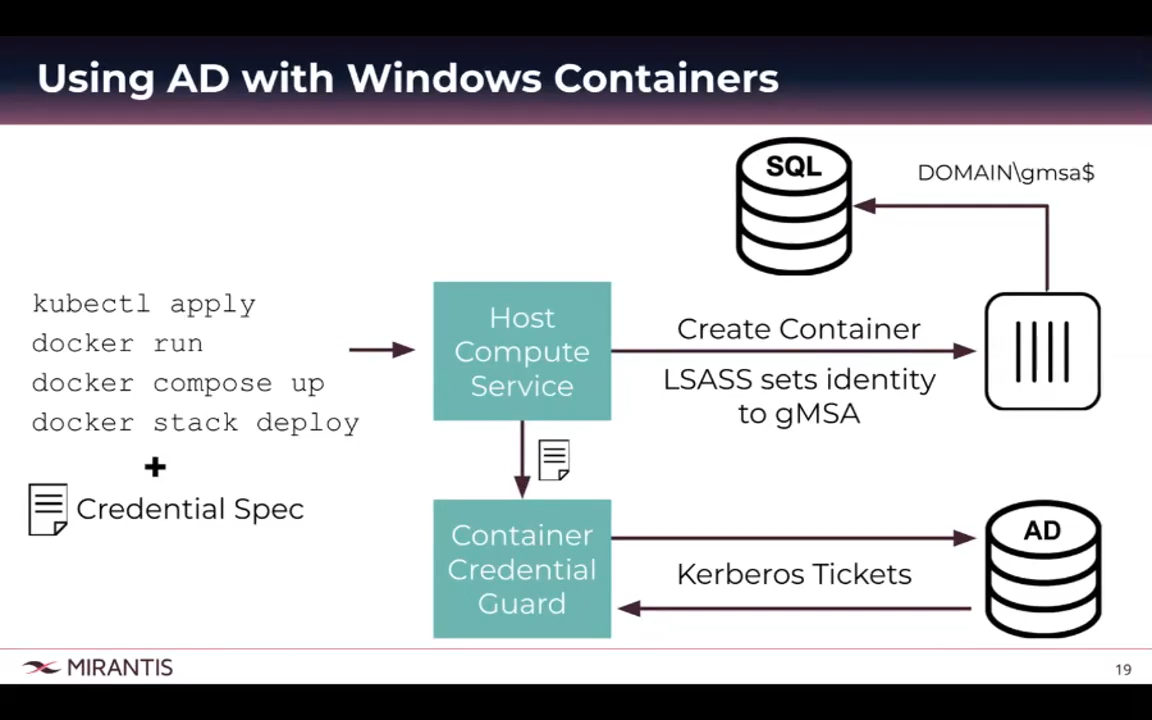 Using AD with Windows Containers
SQL
DOMAIN\gmsa$
kubectl apply
docker run
docker compose up
docker stack deploy
+
Credential Spec
Host
Compute
Service
Create Container
LSASS sets identity
to gMSA
Container
Credential
Guard
Kerberos Tickets
AD
MIRANTIS
19